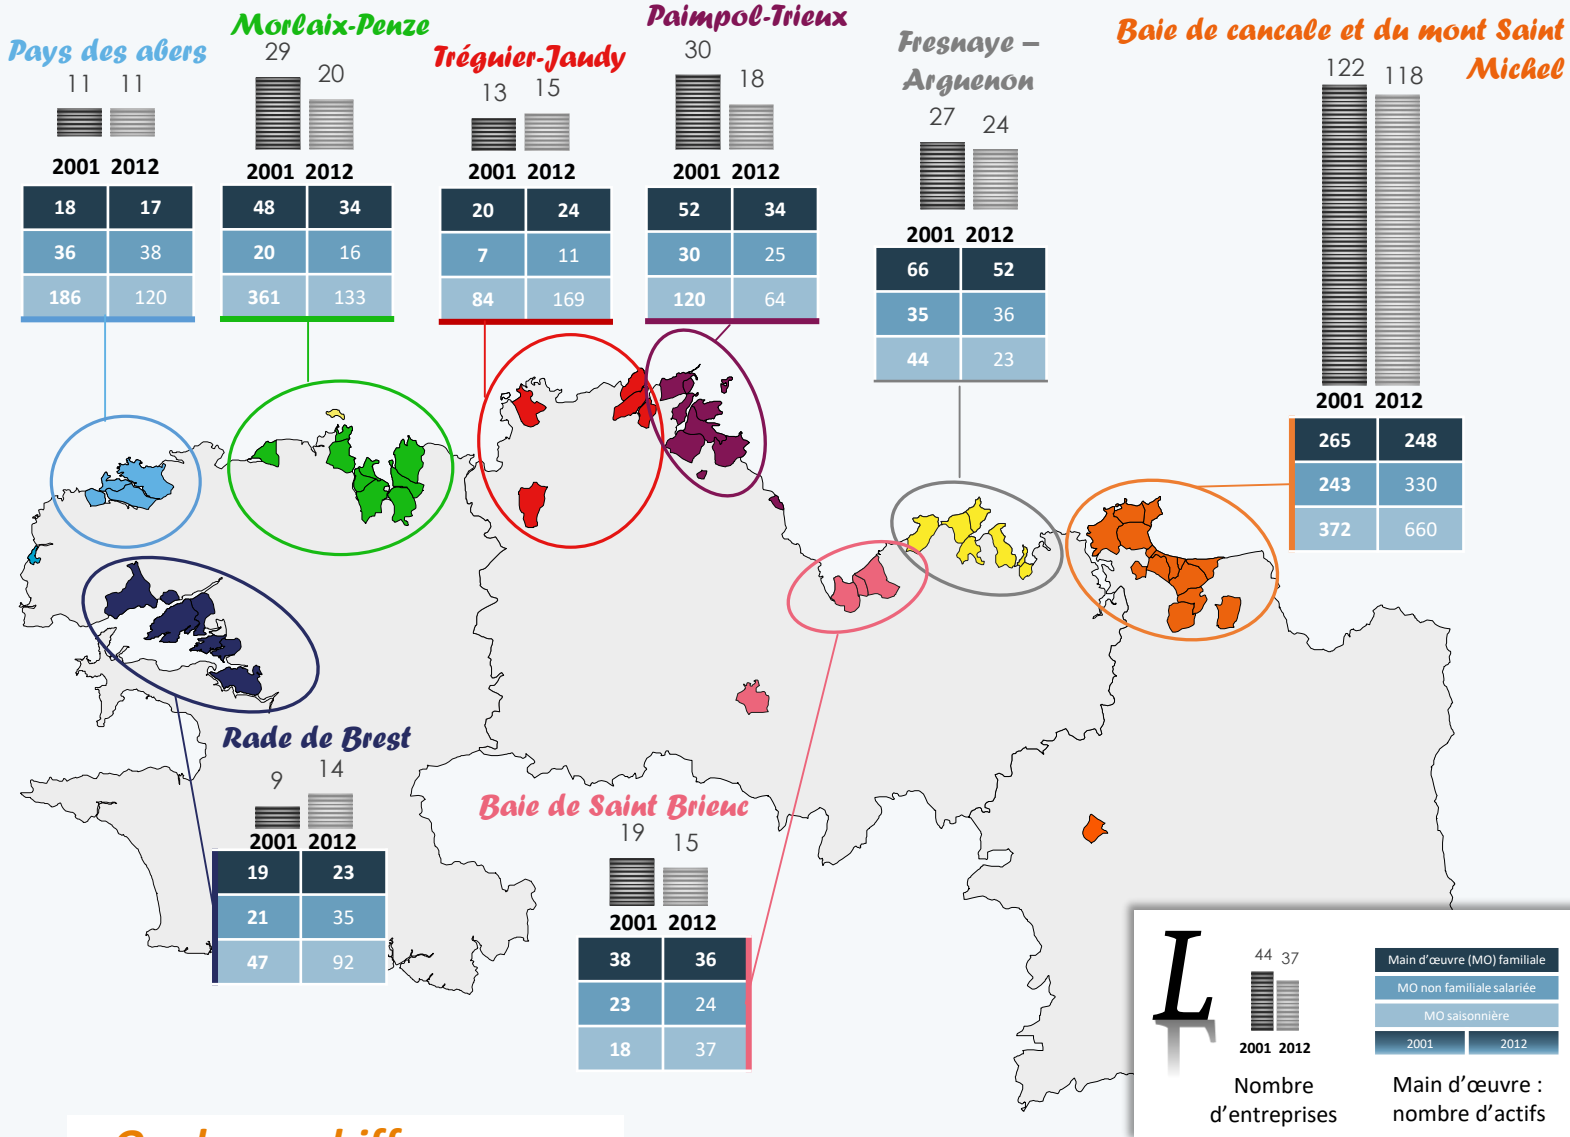 Pays des abers
11 11
2001 2012
18 17
36 38
186 120
Morlaix-Penze
29
20
2001 2012
48 34
20 16
361 133
Tréguier-Jaudy
13 15
2001 2012
20 24
7 11
84 169
Paimpol-Trieux
30
18
2001 2012
52 34
30 25
120 64
Fresnaye –
Arguenon
27 24
2001 2012
66 52
35 36
44 23
Baie de cancale et du mont Saint
Michel
122 118
2001 2012
265 248
243 330
372 660
Rade de Brest
9 14
2001 2012
19 23
21 35
47 92
Baie de Saint Brieuc
19 15
2001 2012
38 36
23 24
18 37
L
44 37
2001 2012
Nombre
d'entreprises
Main d'œuvre (MO) familiale
MO non familiale salariée
MO saisonnière
2001 2012
Main d'œuvre :
nombre d'actifs